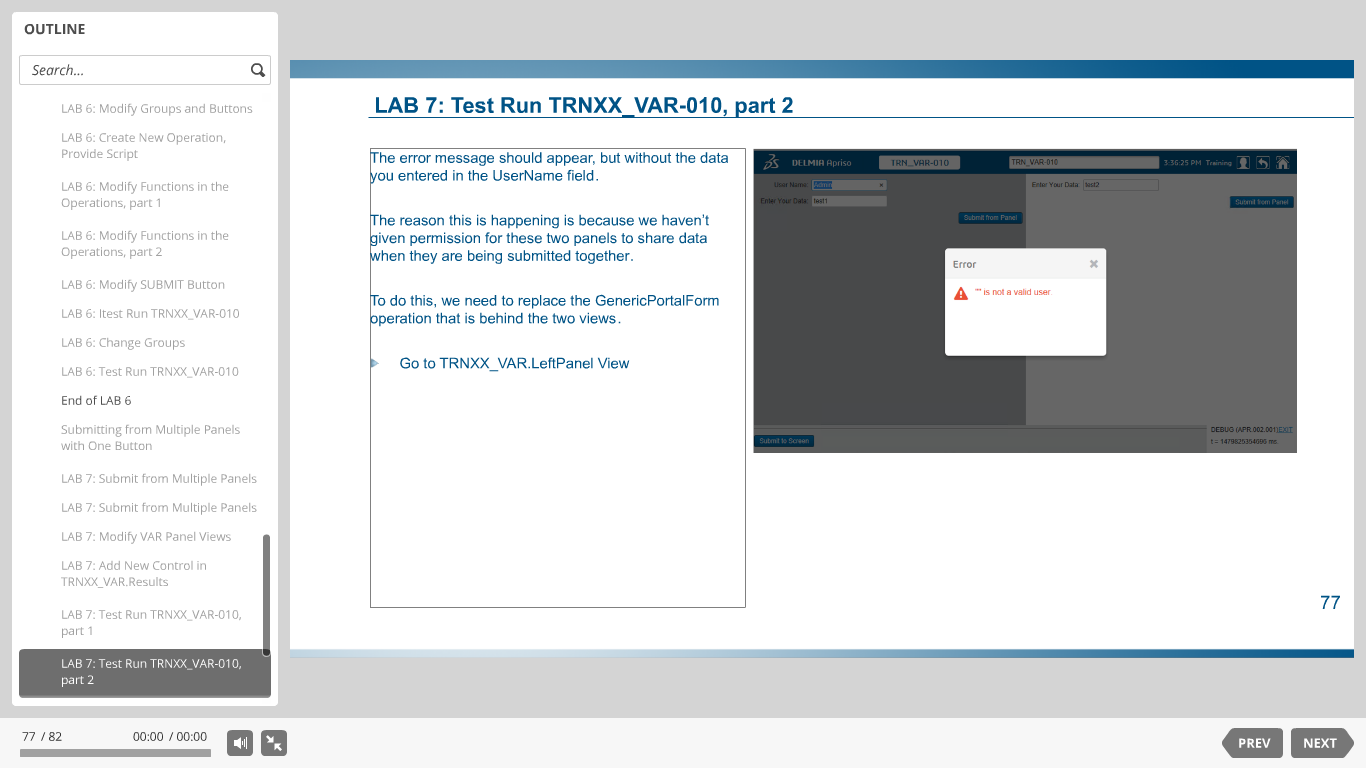 OUTLINE
Search...
LAB 6: Modify Groups and Buttons
LAB 6: Create New Operation,
Provide Script
LAB 6: Modify Functions in the
Operations, part 1
LAB 6: Modify Functions in the
Operations, part 2
LAB 6: Modify SUBMIT Button
LAB 6: Itest Run TRNXX_VAR-010
LAB 6: Change Groups
LAB 6: Test Run TRNXX_VAR-010
End of LAB 6
Submitting from Multiple Panels
with One Button
LAB 7: Submit from Multiple Panels
LAB 7: Submit from Multiple Panels
LAB 7: Modify VAR Panel Views
LAB 7: Add New Control in
TRNXX_VAR.Results
LAB 7: Test Run TRNXX_VAR-010,
part 1
LAB 7: Test Run TRNXX_VAR-010,
part 2
77 / 82
00:00 / 00:00
LAB 7: Test Run TRNXX_VAR-010, part 2
The error message should appear, but without the data
you entered in the UserName field.
The reason this is happening is because we haven't
given permission for these two panels to share data
when they are being submitted together.
To do this, we need to replace the GenericPortalForm
operation that is behind the two views.
Go to TRNXX_VAR.LeftPanel View
DELMIA Apriso
TRN_VAR-010
TRN_VAR-010
3:36:25 PM Training
User Name: Admin
Enter Your Data: test1
Submit from Panel
Enter Your Data: test2
Submit from Panel
Error
"" is not a valid user.
Submit to Screen
DEBUG (APR.002.001)EXIT
77
PREV
NEXT